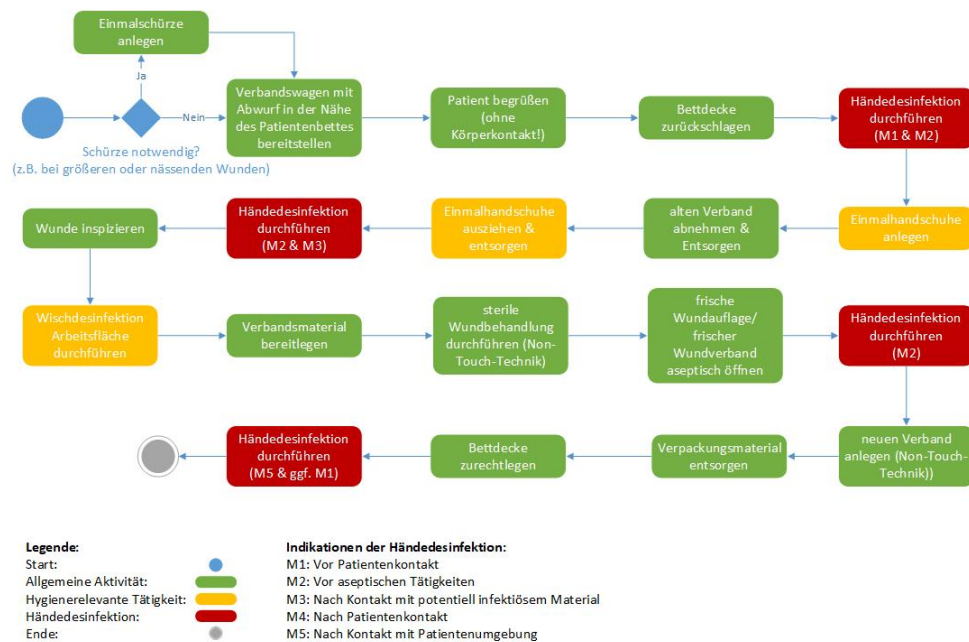 Einmalschürze
anlegen
Ja
Nein
Schürze notwendig?
(z.B. bei größeren oder nässenden Wunden)
Verbandswagen mit
Abwurf in der Nähe
des Patientenbettes
bereitstellen
Patient begrüßen
(ohne
Körperkontakt!)
Bettdecke
zurückschlagen
Händedesinfektion
durchführen
(M1 & M2)
Einmalhandschuhe
anlegen
alten Verband
abnehmen &
Entsorgen
Einmalhandschuhe
ausziehen &
entsorgen
Händedesinfektion
durchführen
(M2 & M3)
Wunde inspizieren
Wischdesinfektion
Arbeitsfläche
durchführen
Verbandsmaterial
bereitlegen
sterile
Wundbehandlung
durchführen (Non-
Touch-Technik)
frische
Wundauflage/
frischer
Wundverband
aseptisch öffnen
Händedesinfektion
durchführen
(M2)
neuen Verband
anlegen (Non-Touch-
Technik))
Verpackungsmaterial
entsorgen
Bettdecke
zurechtlegen
Händedesinfektion
durchführen
(M5 & ggf. M1)
Legende:
Start:
Allgemeine Aktivität:
Hygienerelevante Tätigkeit:
Händedesinfektion:
Ende:
Indikationen der Händedesinfektion:
M1: Vor Patientenkontakt
M2: Vor aseptischen Tätigkeiten
M3: Nach Kontakt mit potentiell infektiösem Material
M4: Nach Patientenkontakt
M5: Nach Kontakt mit Patientenumgebung